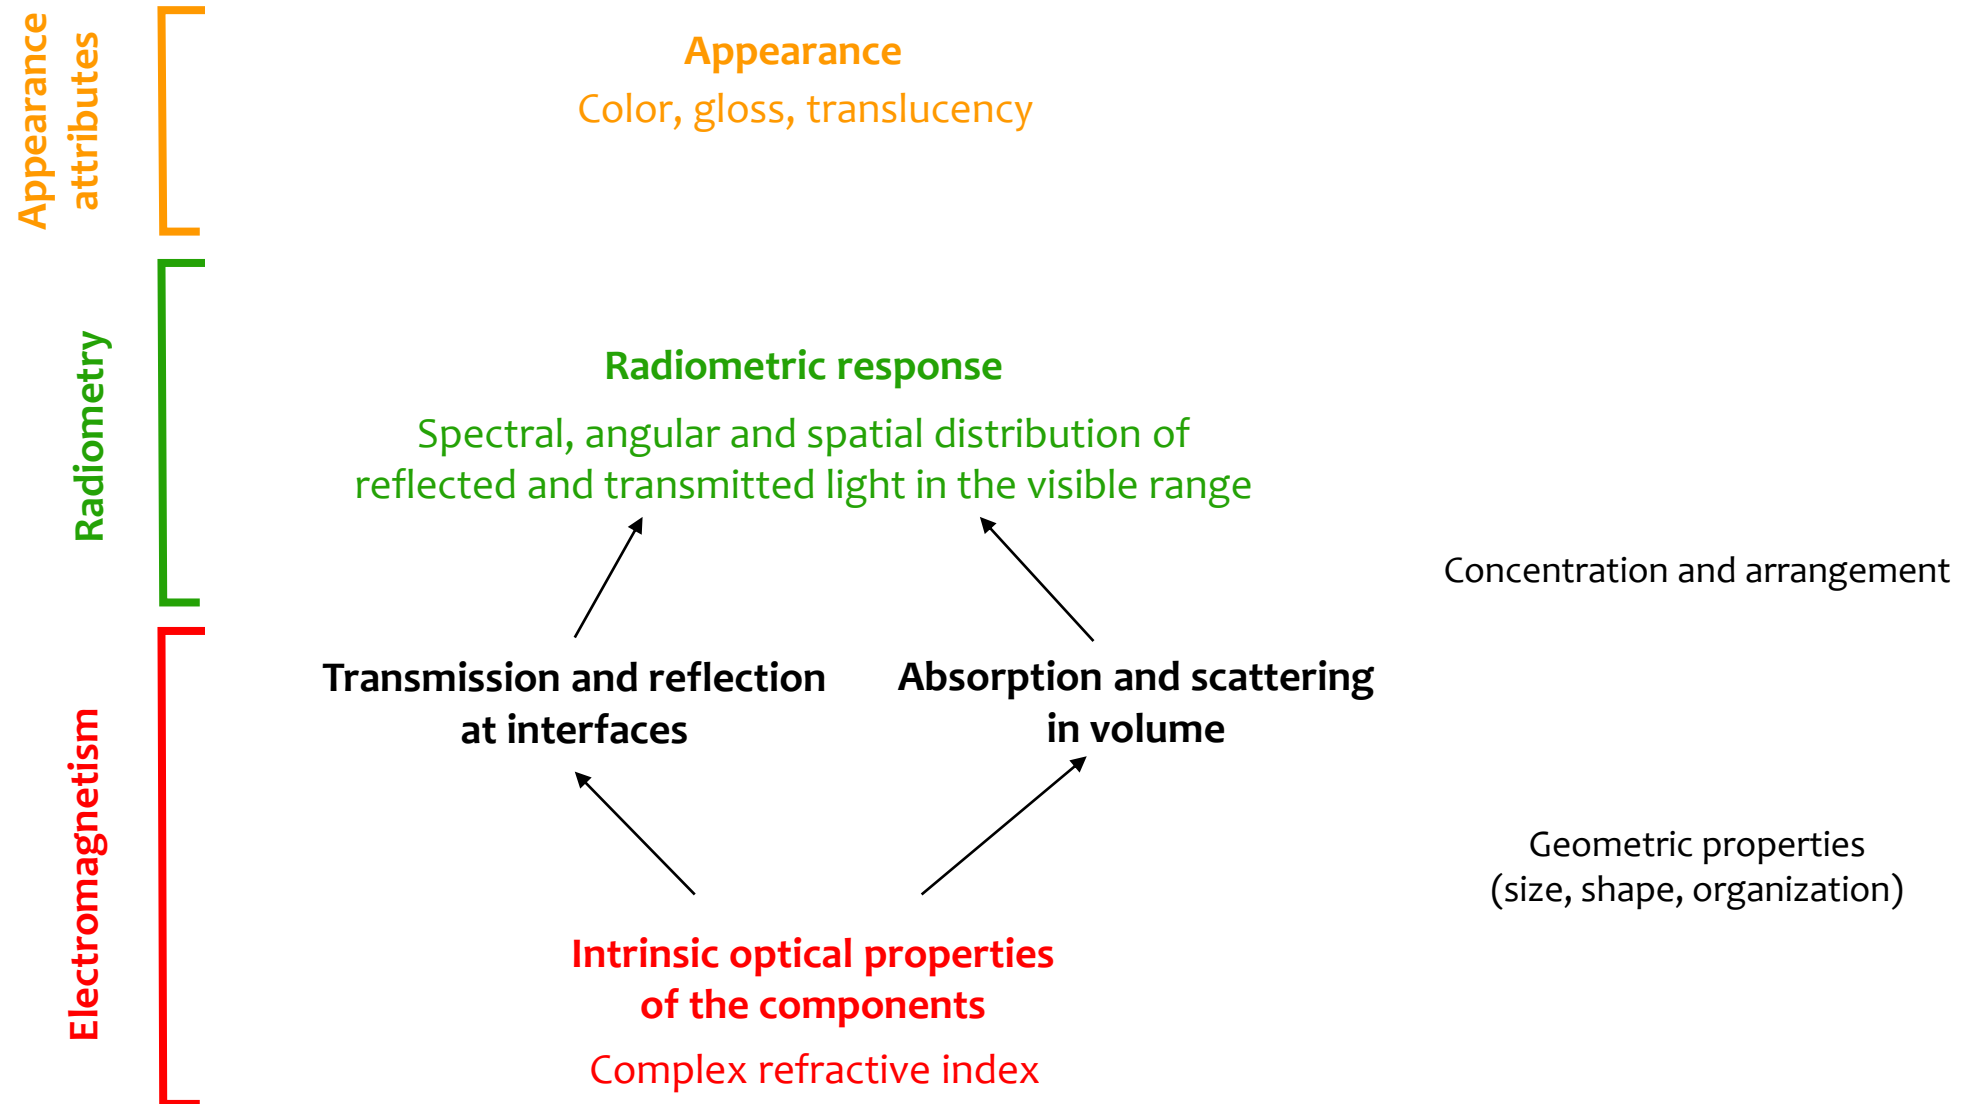 Appearance
attributes
Appearance
Color, gloss, translucency
Radiometry
Radiometric response
Spectral, angular and spatial distribution of
reflected and transmitted light in the visible range
Concentration and arrangement
Electromagnetism
Transmission and reflection
at interfaces
Absorption and scattering
in volume
Geometric properties
(size, shape, organization)
Intrinsic optical properties
of the components
Complex refractive index